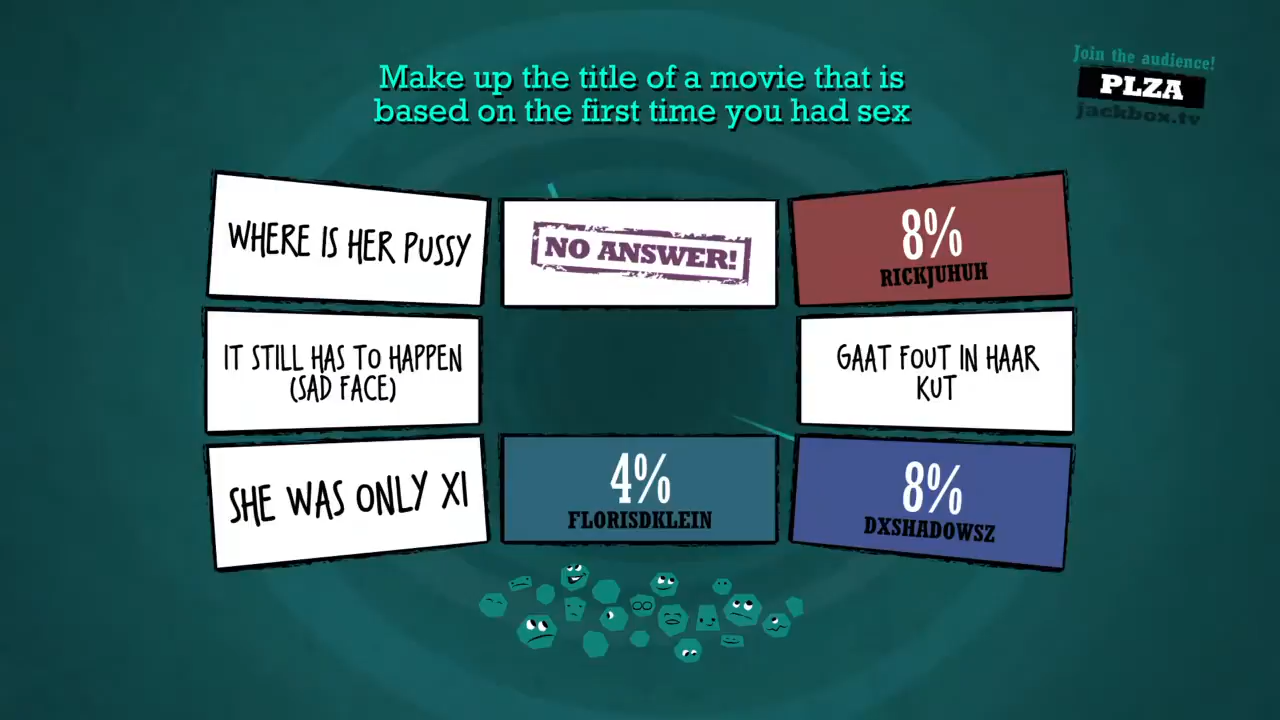 Make up the title of a movie that is
based on the first time you had sex
Join the audience!
PLZA
jackbox.tv
WHERE IS HER PUSSY
NO ANSWER!
8%
RICKJUHUH
IT STILL HAS TO HAPPEN
(SAD FACE)
GAAT FOUT IN HAAR
KUT
SHE WAS ONLY XI
4%
FLORISDKLEIN
8%
DXSHADOWSZ